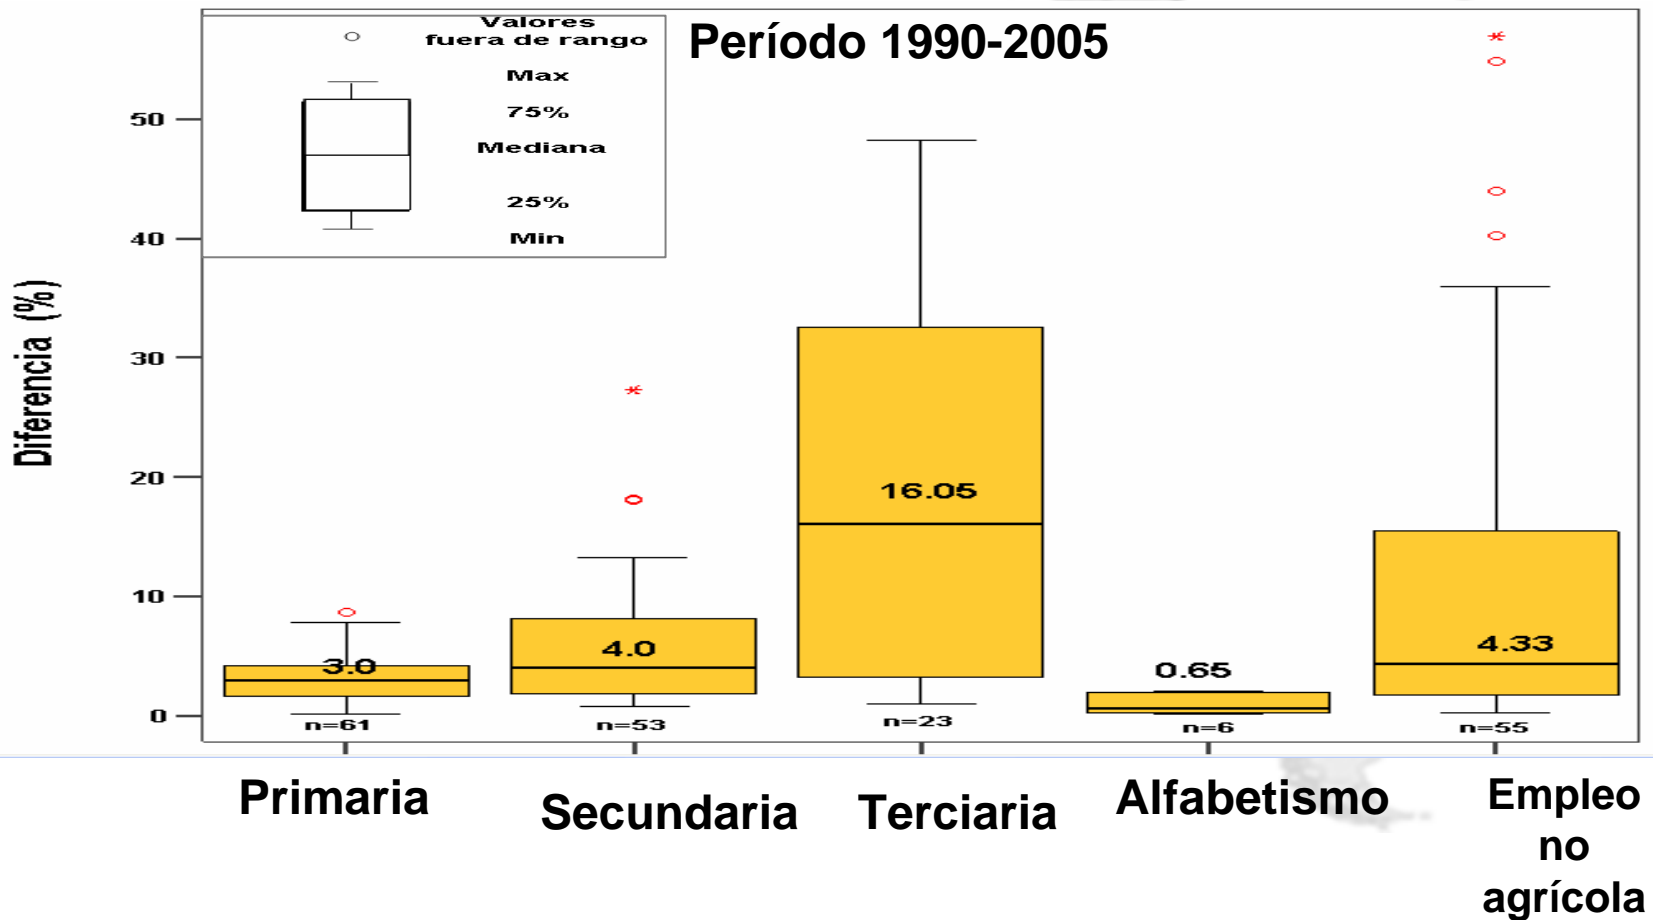 Período 1990-2005
Valores
fuera de rango
Max
75%
Mediana
25%
Min
Diferencia (%)
50
40
30
20
10
0
3.0
4.0
16.05
0.65
4.33
n=61
n=53
n=23
n=6
n=55
Primaria
Secundaria
Terciaria
Alfabetismo
Empleo
no
agrícola